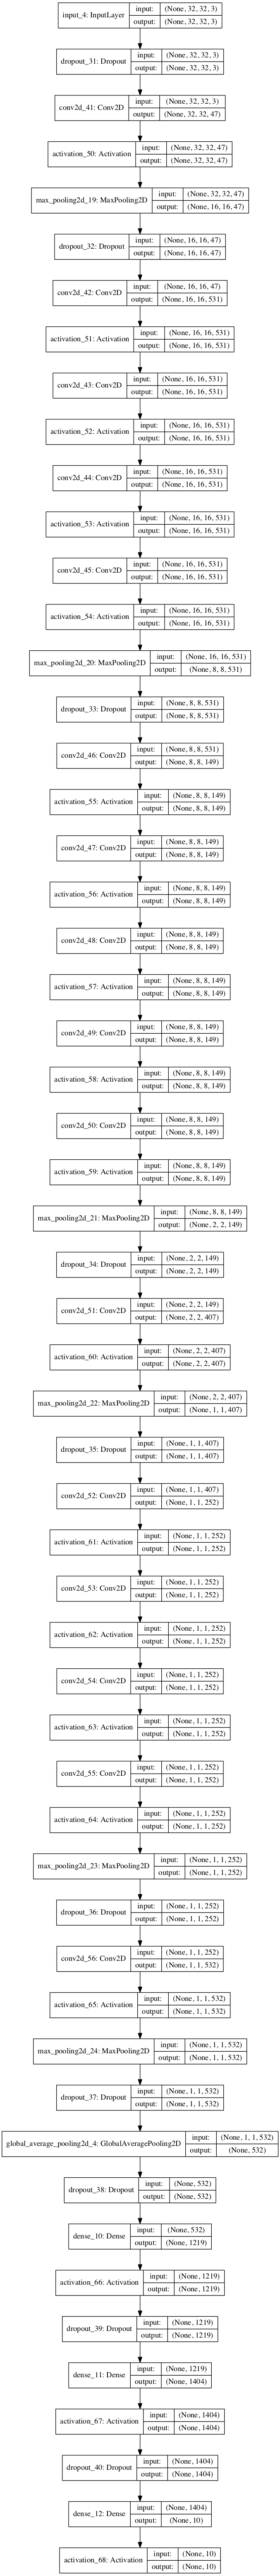 input_4: InputLayer input: (None, 32, 32, 3)
output: (None, 32, 32, 3)
dropout_31: Dropout input: (None, 32, 32, 3)
output: (None, 32, 32, 3)
conv2d_41: Conv2D input: (None, 32, 32, 3)
output: (None, 32, 32, 47)
activation_50: Activation input: (None, 32, 32, 47)
output: (None, 32, 32, 47)
max_pooling2d_19: MaxPooling2D input: (None, 32, 32, 47)
output: (None, 16, 16, 47)
dropout_32: Dropout input: (None, 16, 16, 47)
output: (None, 16, 16, 47)
conv2d_42: Conv2D input: (None, 16, 16, 47)
output: (None, 16, 16, 531)
activation_51: Activation input: (None, 16, 16, 531)
output: (None, 16, 16, 531)
conv2d_43: Conv2D input: (None, 16, 16, 531)
output: (None, 16, 16, 531)
activation_52: Activation input: (None, 16, 16, 531)
output: (None, 16, 16, 531)
conv2d_44: Conv2D input: (None, 16, 16, 531)
output: (None, 16, 16, 531)
activation_53: Activation input: (None, 16, 16, 531)
output: (None, 16, 16, 531)
conv2d_45: Conv2D input: (None, 16, 16, 531)
output: (None, 16, 16, 531)
activation_54: Activation input: (None, 16, 16, 531)
output: (None, 16, 16, 531)
max_pooling2d_20: MaxPooling2D input: (None, 16, 16, 531)
output: (None, 8, 8, 531)
dropout_33: Dropout input: (None, 8, 8, 531)
output: (None, 8, 8, 531)
conv2d_46: Conv2D input: (None, 8, 8, 531)
output: (None, 8, 8, 149)
activation_55: Activation input: (None, 8, 8, 149)
output: (None, 8, 8, 149)
conv2d_47: Conv2D input: (None, 8, 8, 149)
output: (None, 8, 8, 149)
activation_56: Activation input: (None, 8, 8, 149)
output: (None, 8, 8, 149)
conv2d_48: Conv2D input: (None, 8, 8, 149)
output: (None, 8, 8, 149)
activation_57: Activation input: (None, 8, 8, 149)
output: (None, 8, 8, 149)
conv2d_49: Conv2D input: (None, 8, 8, 149)
output: (None, 8, 8, 149)
activation_58: Activation input: (None, 8, 8, 149)
output: (None, 8, 8, 149)
conv2d_50: Conv2D input: (None, 8, 8, 149)
output: (None, 8, 8, 149)
activation_59: Activation input: (None, 8, 8, 149)
output: (None, 8, 8, 149)
max_pooling2d_21: MaxPooling2D input: (None, 8, 8, 149)
output: (None, 2, 2, 149)
dropout_34: Dropout input: (None, 2, 2, 149)
output: (None, 2, 2, 149)
conv2d_51: Conv2D input: (None, 2, 2, 149)
output: (None, 2, 2, 407)
activation_60: Activation input: (None, 2, 2, 407)
output: (None, 2, 2, 407)
max_pooling2d_22: MaxPooling2D input: (None, 2, 2, 407)
output: (None, 1, 1, 407)
dropout_35: Dropout input: (None, 1, 1, 407)
output: (None, 1, 1, 407)
conv2d_52: Conv2D input: (None, 1, 1, 407)
output: (None, 1, 1, 252)
activation_61: Activation input: (None, 1, 1, 252)
output: (None, 1, 1, 252)
conv2d_53: Conv2D input: (None, 1, 1, 252)
output: (None, 1, 1, 252)
activation_62: Activation input: (None, 1, 1, 252)
output: (None, 1, 1, 252)
conv2d_54: Conv2D input: (None, 1, 1, 252)
output: (None, 1, 1, 252)
activation_63: Activation input: (None, 1, 1, 252)
output: (None, 1, 1, 252)
conv2d_55: Conv2D input: (None, 1, 1, 252)
output: (None, 1, 1, 252)
activation_64: Activation input: (None, 1, 1, 252)
output: (None, 1, 1, 252)
max_pooling2d_23: MaxPooling2D input: (None, 1, 1, 252)
output: (None, 1, 1, 252)
dropout_36: Dropout input: (None, 1, 1, 252)
output: (None, 1, 1, 252)
conv2d_56: Conv2D input: (None, 1, 1, 252)
output: (None, 1, 1, 532)
activation_65: Activation input: (None, 1, 1, 532)
output: (None, 1, 1, 532)
max_pooling2d_24: MaxPooling2D input: (None, 1, 1, 532)
output: (None, 1, 1, 532)
dropout_37: Dropout input: (None, 1, 1, 532)
output: (None, 1, 1, 532)
global_average_pooling2d_4: GlobalAveragePooling2D input: (None, 1, 1, 532)
output: (None, 532)
dropout_38: Dropout input: (None, 532)
output: (None, 532)
dense_10: Dense input: (None, 532)
output: (None, 1219)
activation_66: Activation input: (None, 1219)
output: (None, 1219)
dropout_39: Dropout input: (None, 1219)
output: (None, 1219)
dense_11: Dense input: (None, 1219)
output: (None, 1404)
activation_67: Activation input: (None, 1404)
output: (None, 1404)
dropout_40: Dropout input: (None, 1404)
output: (None, 1404)
dense_12: Dense input: (None, 1404)
output: (None, 10)
activation_68: Activation input: (None, 10)
output: (None, 10)